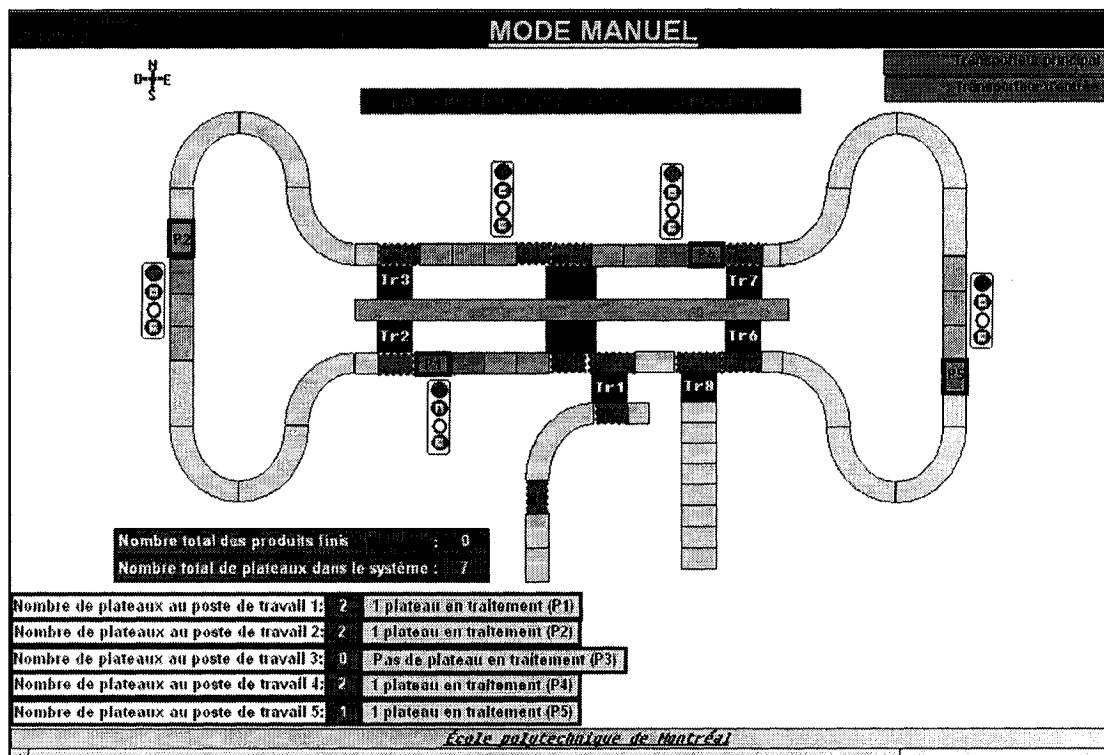 MODE MANUEL
Transporteur principal
Transporteur d'entrée
N
O E
S
P2
P4
Tr3
Tr7
Tr2
Tr6
P1
P5
Tr1
Tr8
Nombre total des produits finis : 0
Nombre total de plateaux dans le système : 7
Nombre de plateaux au poste de travail 1: 2 1 plateau en traitement (P1)
Nombre de plateaux au poste de travail 2: 2 1 plateau en traitement (P2)
Nombre de plateaux au poste de travail 3: 0 Pas de plateau en traitement (P3)
Nombre de plateaux au poste de travail 4: 2 1 plateau en traitement (P4)
Nombre de plateaux au poste de travail 5: 1 1 plateau en traitement (P5)
École polytechnique de Montréal